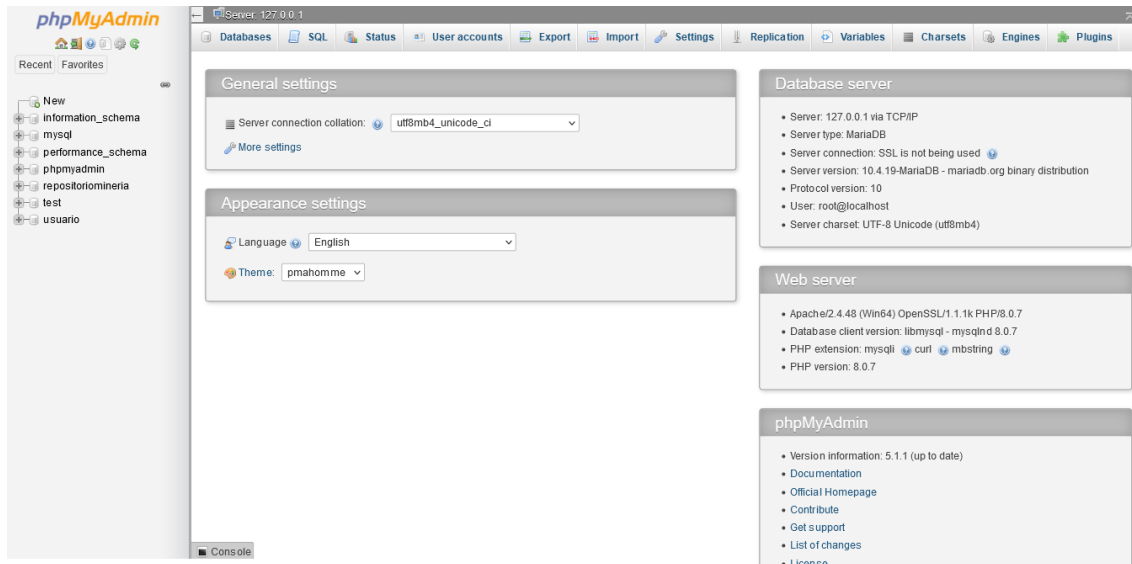 phpMyAdmin
Recent Favorites
New
information_schema
mysql
performance_schema
phpmyadmin
repositoriomineria
test
usuario
Server: 127.0.0.1
Databases SQL Status User accounts Export Import Settings Replication Variables Charsets Engines Plugins
General settings
Server connection collation: utf8mb4_unicode_ci
More settings
Appearance settings
Language English
Theme: pmahomme
Database server
Server: 127.0.0.1 via TCP/IP
Server type: MariaDB
Server connection: SSL is not being used
Server version: 10.4.19-MariaDB - mariadb.org binary distribution
Protocol version: 10
User: root@localhost
Server charset: UTF-8 Unicode (utf8mb4)
Web server
Apache/2.4.48 (Win64) OpenSSL/1.1.1k PHP/8.0.7
Database client version: libmysql - mysqlnd 8.0.7
PHP extension: mysqli curl mbstring
PHP version: 8.0.7
phpMyAdmin
Version information: 5.1.1 (up to date)
Documentation
Official Homepage
Contribute
Get support
List of changes
License
Console